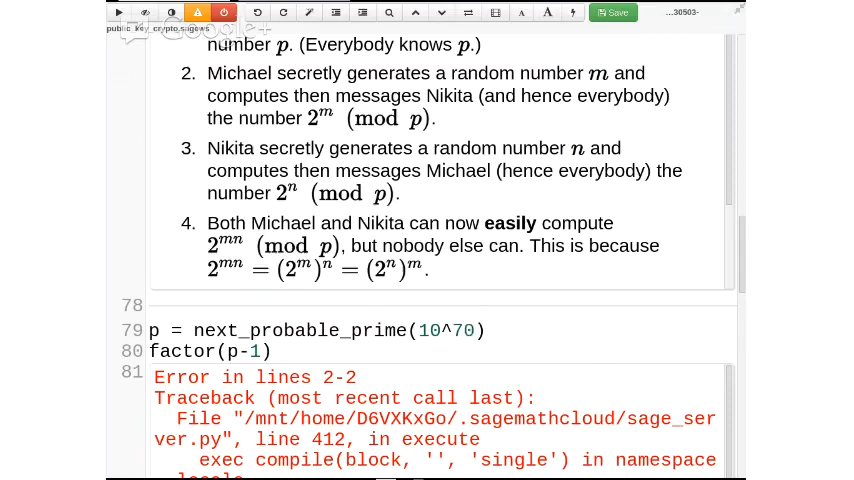 A A Save ...30503-
public_key_crypto.sagews
Google+
number p. (Everybody knows p.)
2. Michael secretly generates a random number m and
computes then messages Nikita (and hence everybody)
the number 2^m (mod p).
3. Nikita secretly generates a random number n and
computes then messages Michael (hence everybody) the
number 2^n (mod p).
4. Both Michael and Nikita can now easily compute
2^{mn} (mod p), but nobody else can. This is because
2^{mn} = (2^m)^n = (2^n)^m.
78
79 p = next_probable_prime(10^70)
80 factor(p-1)
81
Error in lines 2-2
Traceback (most recent call last):
File "/mnt/home/D6VXKxGo/.sagemathcloud/sage_ser
ver.py", line 412, in execute
exec compile(block, '', 'single') in namespace